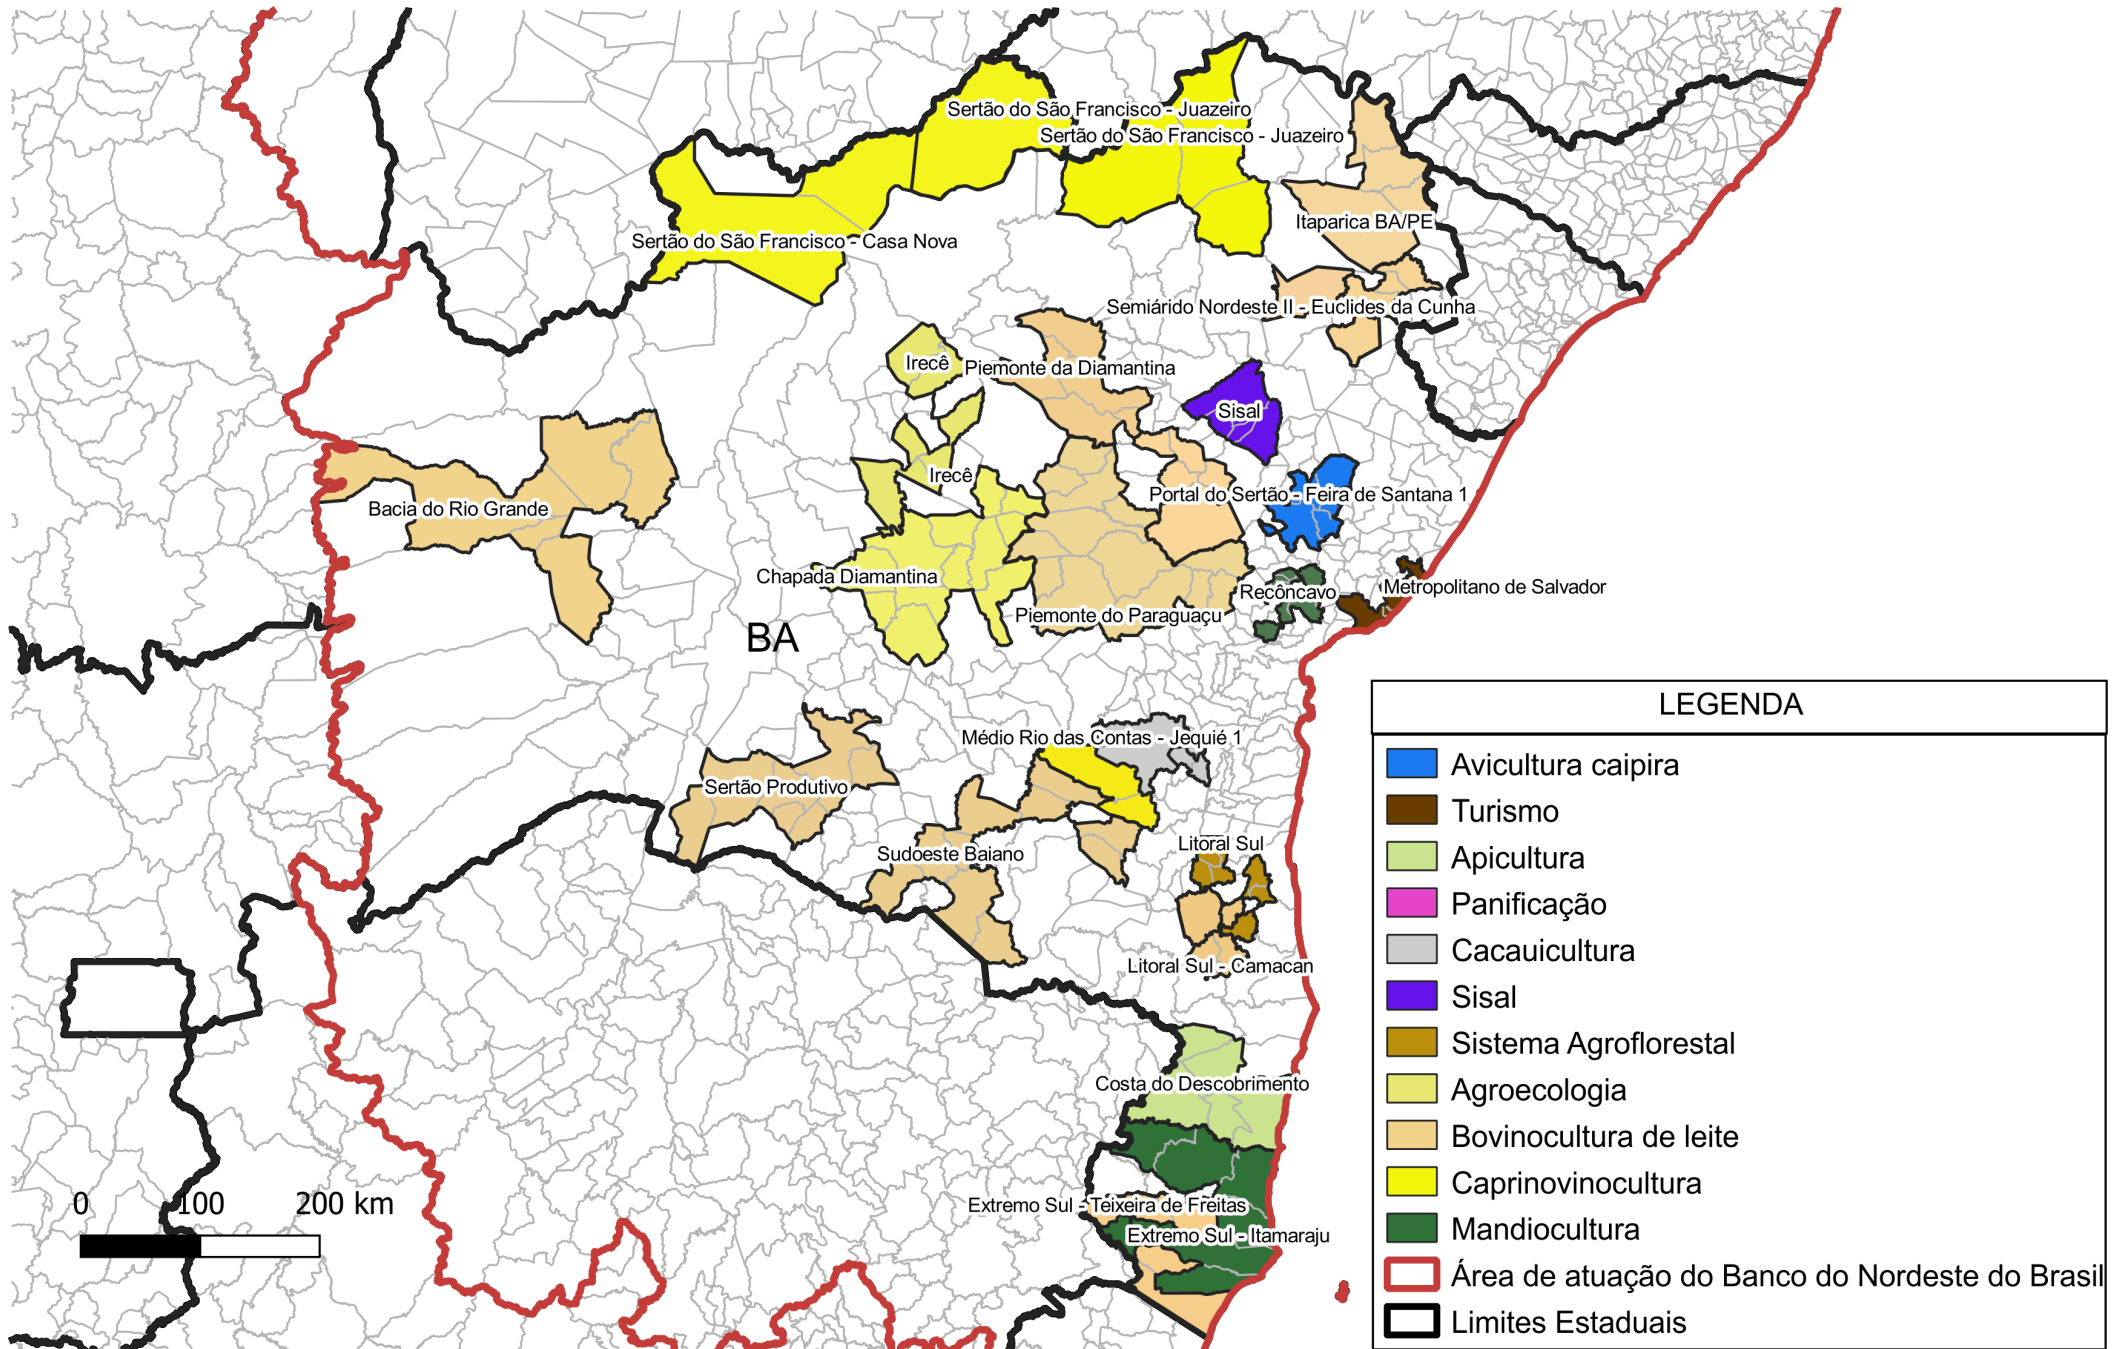 Sertão do São Francisco - Juazeiro
Sertão do São Francisco - Juazeiro
Itaparica BA/PE
Sertão do São Francisco - Casa Nova
Semiárido Nordeste II - Euclides da Cunha
Irecê
Piemonte da Diamantina
Sisal
Irecê
Portal do Sertão - Feira de Santana 1
Bacia do Rio Grande
Chapada Diamantina
Recôncavo
Metropolitano de Salvador
Piemonte do Paraguaçu
BA
Médio Rio das Contas - Jequié 1
Sertão Produtivo
Litoral Sul
Sudoeste Baiano
Litoral Sul - Camacan
Costa do Descobrimento
Extremo Sul - Teixeira de Freitas
Extremo Sul - Itamaraju
0 100 200 km
LEGENDA
Avicultura caipira
Turismo
Apicultura
Panificação
Cacauicultura
Sisal
Sistema Agroflorestal
Agroecologia
Bovinocultura de leite
Caprinovinocultura
Mandiocultura
Área de atuação do Banco do Nordeste do Brasil
Limites Estaduais